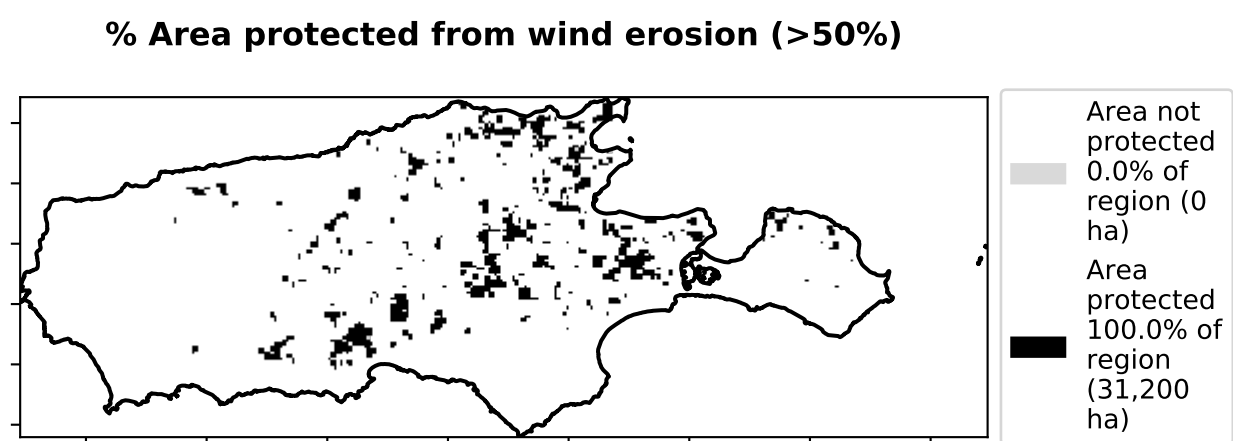 % Area protected from wind erosion (>50%)
Area not
protected
0.0% of
region (0
ha)
Area
protected
100.0% of
region
(31,200
ha)